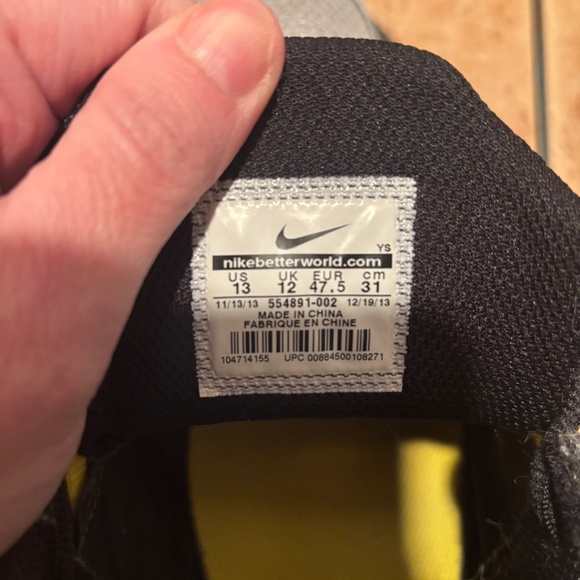 YS
nikebetterworld.com
US UK EUR cm
13 12 47.5 31
11/13/13 554891-002 12/19/13
MADE IN CHINA
FABRIQUE EN CHINE
104714155 UPC 00884500108271